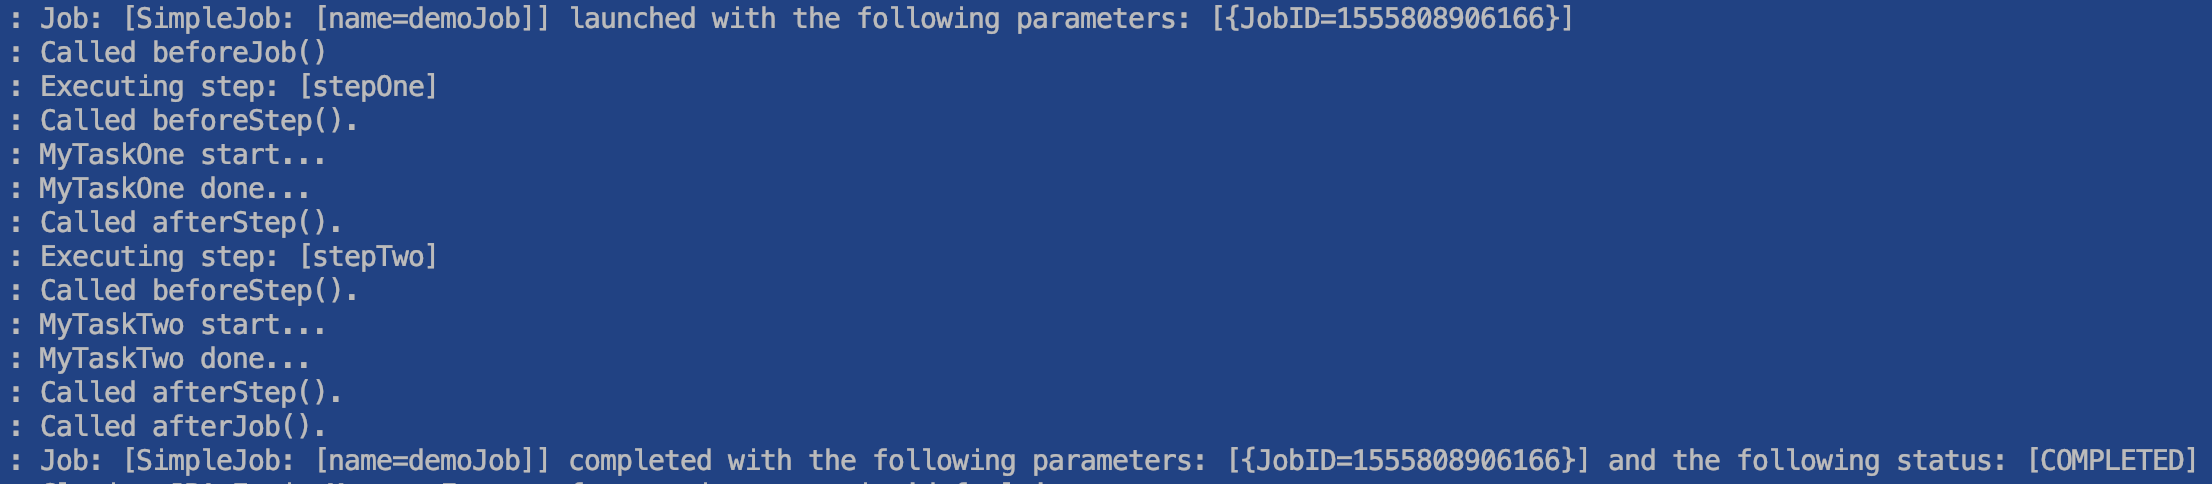 : Job: [SimpleJob: [name=demoJob]] launched with the following parameters: [{JobID=1555808906166}]
: Called beforeJob()
: Executing step: [stepOne]
: Called beforeStep().
: MyTaskOne start...
: MyTaskOne done...
: Called afterStep().
: Executing step: [stepTwo]
: Called beforeStep().
: MyTaskTwo start...
: MyTaskTwo done...
: Called afterStep().
: Called afterJob().
: Job: [SimpleJob: [name=demoJob]] completed with the following parameters: [{JobID=1555808906166}] and the following status: [COMPLETED]